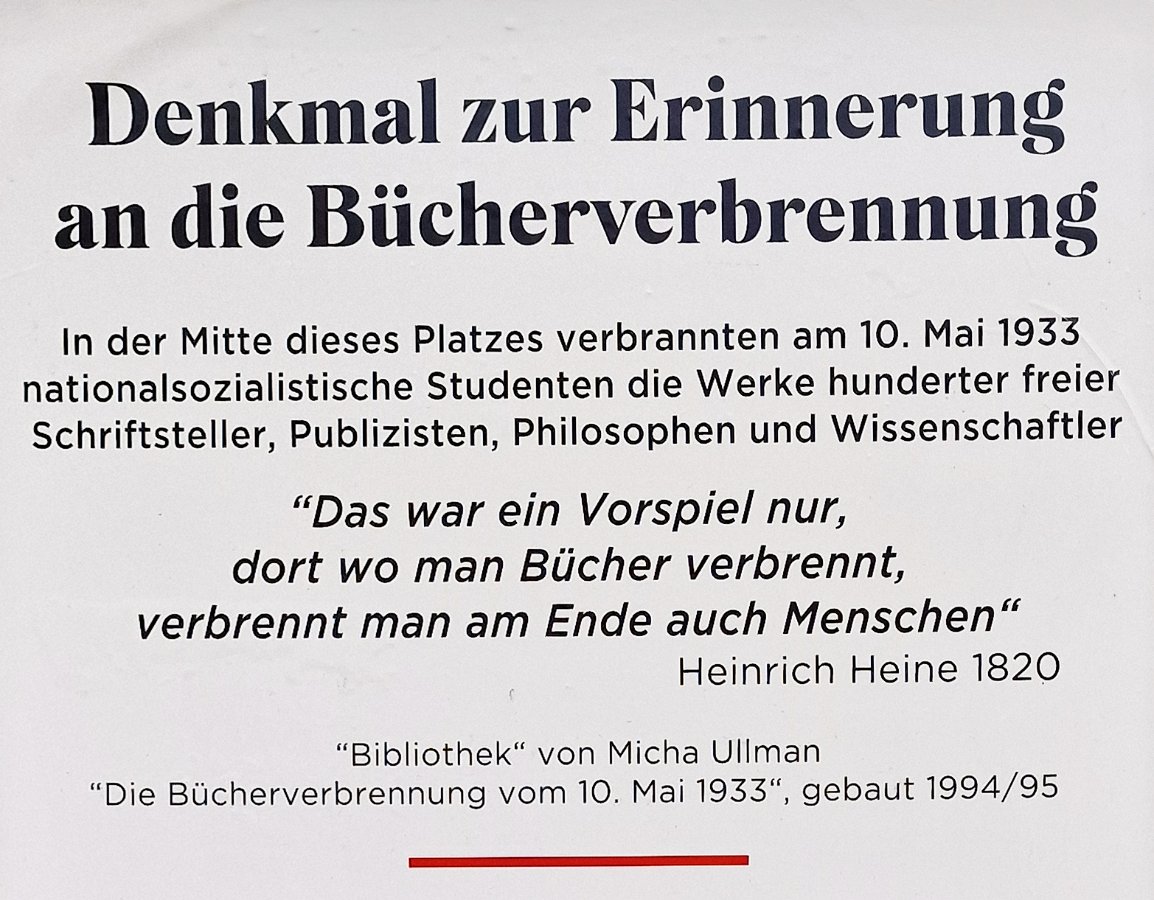 Denkmal zur Erinnerung
an die Bücherverbrennung
In der Mitte dieses Platzes verbrannten am 10. Mai 1933
nationalsozialistische Studenten die Werke hunderter freier
Schriftsteller, Publizisten, Philosophen und Wissenschaftler
“Das war ein Vorspiel nur,
dort wo man Bücher verbrennt,
verbrennt man am Ende auch Menschen“
Heinrich Heine 1820
“Bibliothek“ von Micha Ullman
“Die Bücherverbrennung vom 10. Mai 1933“, gebaut 1994/95